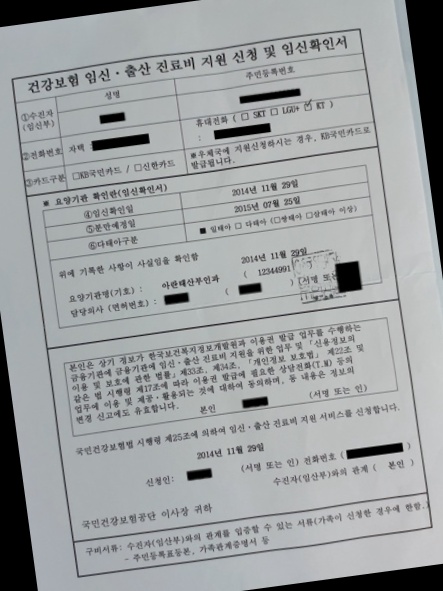 건강보험 임신·출산 진료비 지원 신청 및 임신확인서
성명
주민등록번호
①수진자
(임신부)
②전화번호
자택 :
휴대전화 ( □ SKT □ LGU+ ☑ KT )
:
③카드구분
□KB국민카드 / □신한카드
※우체국에 지원신청하시는 경우, KB국민카드로
발급됩니다.
※ 요양기관 확인란(임신확인서)
④임신확인일
2014년 11월 29일
⑤분만예정일
2015년 07월 25일
⑥다태아구분
■ 일태아 □ 다태아 (□쌍태아 □삼태아 이상)
위에 기록한 사항이 사실임을 확인함
2014년 11월 29일
요양기관명(기호) : 아란태산부인과 ( 12344991
담당의사 (면허번호) : ( ) (서명 또는
본인은 상기 정보가 한국보건복지정보개발원과 이용권 발급 업무를 수행하는
금융기관에 금융기관에 임신·출산 진료비 지원을 위한 업무 및 「신용정보의
이용 및 보호에 관한 법률」제33조, 제34조, 「개인정보 보호법」 제22조 및
같은 법 시행령 제17조에 따라 이용권 발급에 필요한 상담전화(T.M) 등의
업무에 이용 및 제공·활용되는 것에 대하여 동의하며, 동 내용은 정보의
변경 신고에도 유효합니다.
본인 (서명 또는 인)
국민건강보험법 시행령 제25조에 의하여 임신·출산 진료비 지원 서비스를 신청합니다.
2014년 11월 29일
신청인: (서명 또는 인) 전화번호 ( )
수진자(임신부)와의 관계 ( 본인 )
국민건강보험공단 이사장 귀하
구비서류: 수진자(임산부)와의 관계를 입증할 수 있는 서류(가족이 신청한 경우에 한함.)
- 주민등록표등본, 가족관계증명서 등